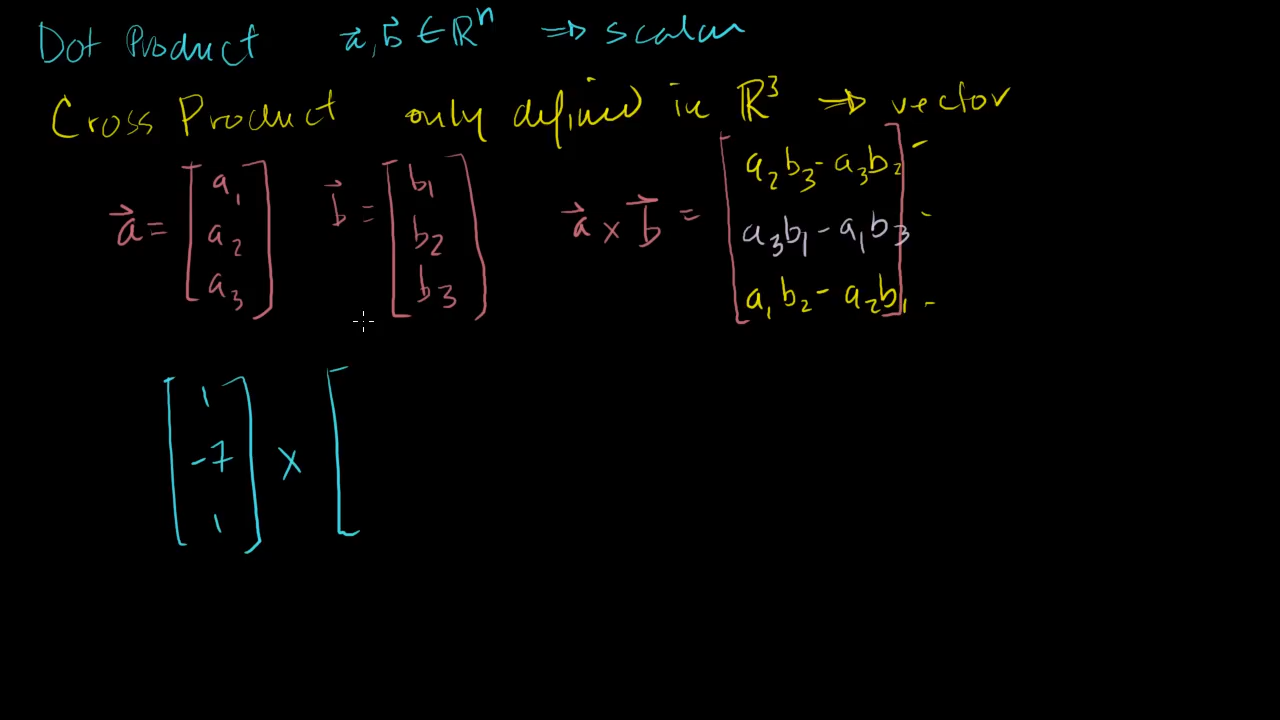 Dot Product a⃗, b⃗ ∈ ℝⁿ ⇒ scalar
Cross Product only defined in ℝ³ ⇒ vector
a⃗ = [a₁ a₂ a₃] b⃗ = [b₁ b₂ b₃] a⃗ × b⃗ = [a₂b₃ - a₃b₂ a₃b₁ - a₁b₃ a₁b₂ - a₂b₁]
[1 -7 1] × [